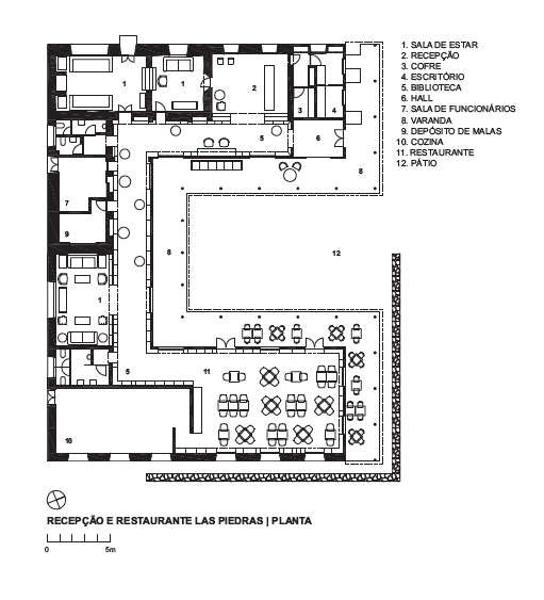 1. SALA DE ESTAR
2. RECEPÇÃO
3. COFRE
4. ESCRITÓRIO
5. BIBLIOTECA
6. HALL
7. SALA DE FUNCIONÁRIOS
8. VARANDA
9. DEPÓSITO DE MALAS
10. COZINA
11. RESTAURANTE
12. PÁTIO
1
1
2
3
4
5
6
7
8
9
8
12
1
5
11
10
RECEPÇÃO E RESTAURANTE LAS PIEDRAS | PLANTA
0 5m